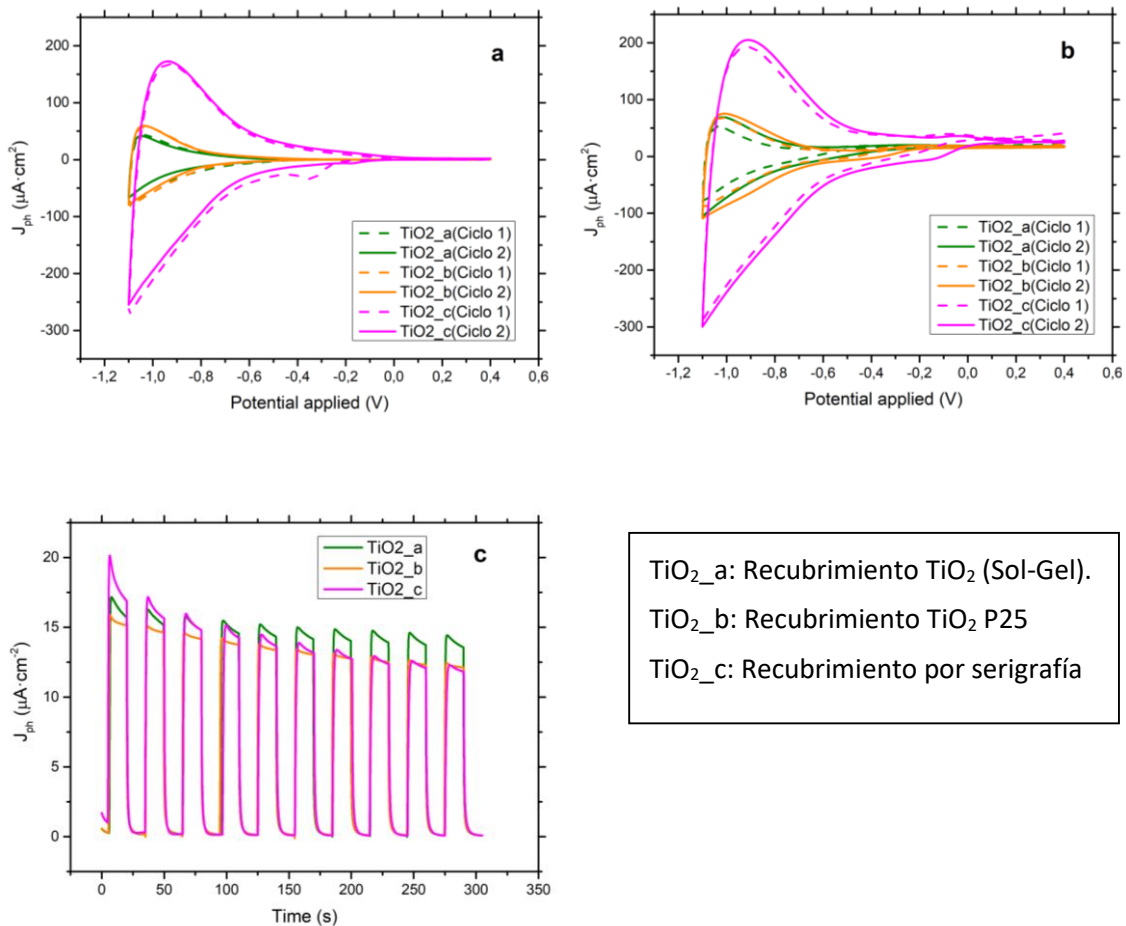 a
200
100
0
-100
-200
-300
J_ph (µA·cm²)
TiO2_a(Ciclo 1)
TiO2_a(Ciclo 2)
TiO2_b(Ciclo 1)
TiO2_b(Ciclo 2)
TiO2_c(Ciclo 1)
TiO2_c(Ciclo 2)
-1,2 -1,0 -0,8 -0,6 -0,4 -0,2 0,0 0,2 0,4 0,6
Potential applied (V)
b
200
100
0
-100
-200
-300
J_ph (µA·cm²)
TiO2_a(Ciclo 1)
TiO2_a(Ciclo 2)
TiO2_b(Ciclo 1)
TiO2_b(Ciclo 2)
TiO2_c(Ciclo 1)
TiO2_c(Ciclo 2)
-1,2 -1,0 -0,8 -0,6 -0,4 -0,2 0,0 0,2 0,4 0,6
Potential applied (V)
c
20
15
10
5
0
J_ph (µA·cm⁻²)
TiO2_a
TiO2_b
TiO2_c
0 50 100 150 200 250 300 350
Time (s)
TiO₂_a: Recubrimiento TiO₂ (Sol-Gel).
TiO₂_b: Recubrimiento TiO₂ P25
TiO₂_c: Recubrimiento por serigrafía